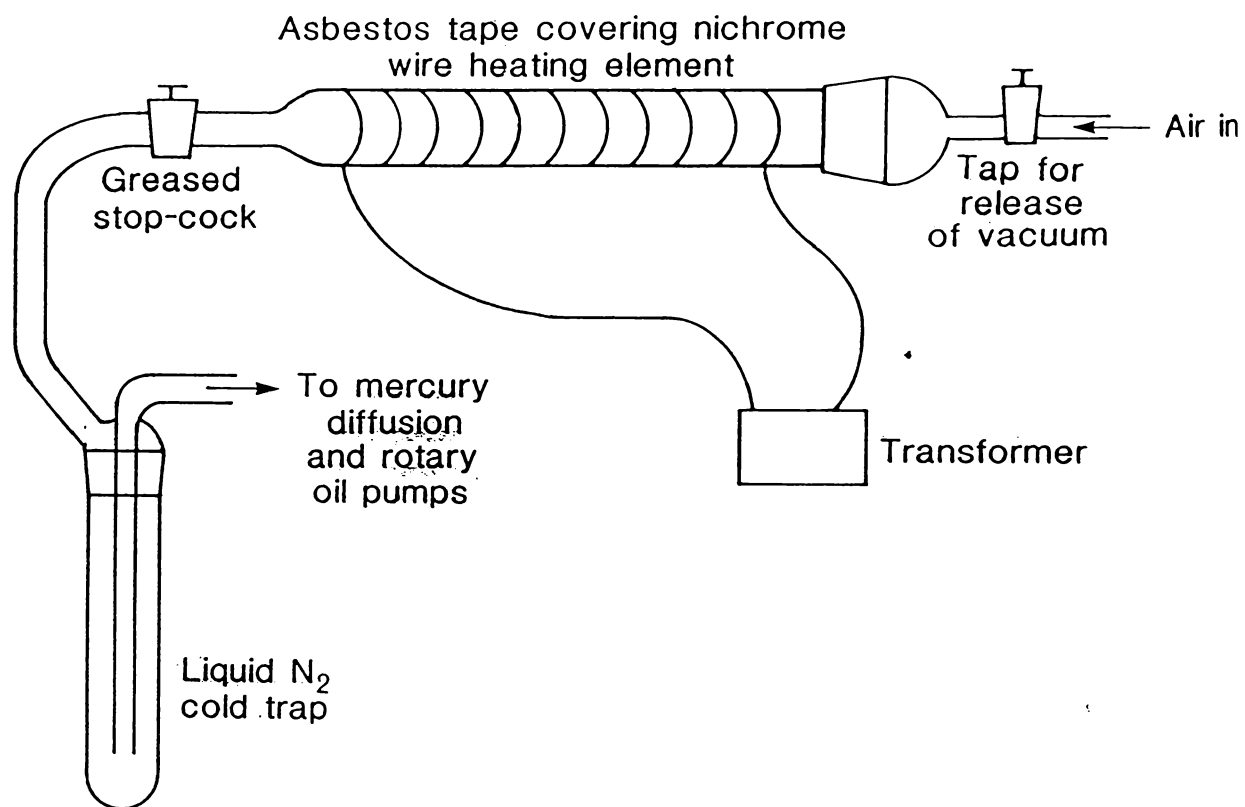 Asbestos tape covering nichrome
wire heating element
Greased
stop-cock
Air in
Tap for
release
of vacuum
To mercury
diffusion
and rotary
oil pumps
Transformer
Liquid N₂
cold trap